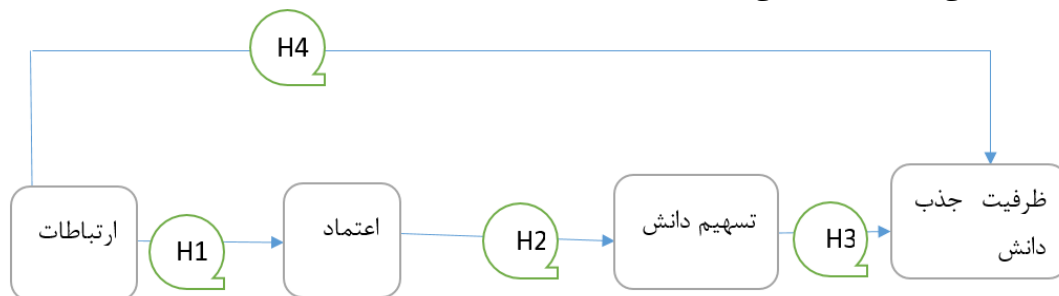 H4
ارتباطات
H1
اعتماد
H2
تسهیم دانش
H3
ظرفیت جذب
دانش